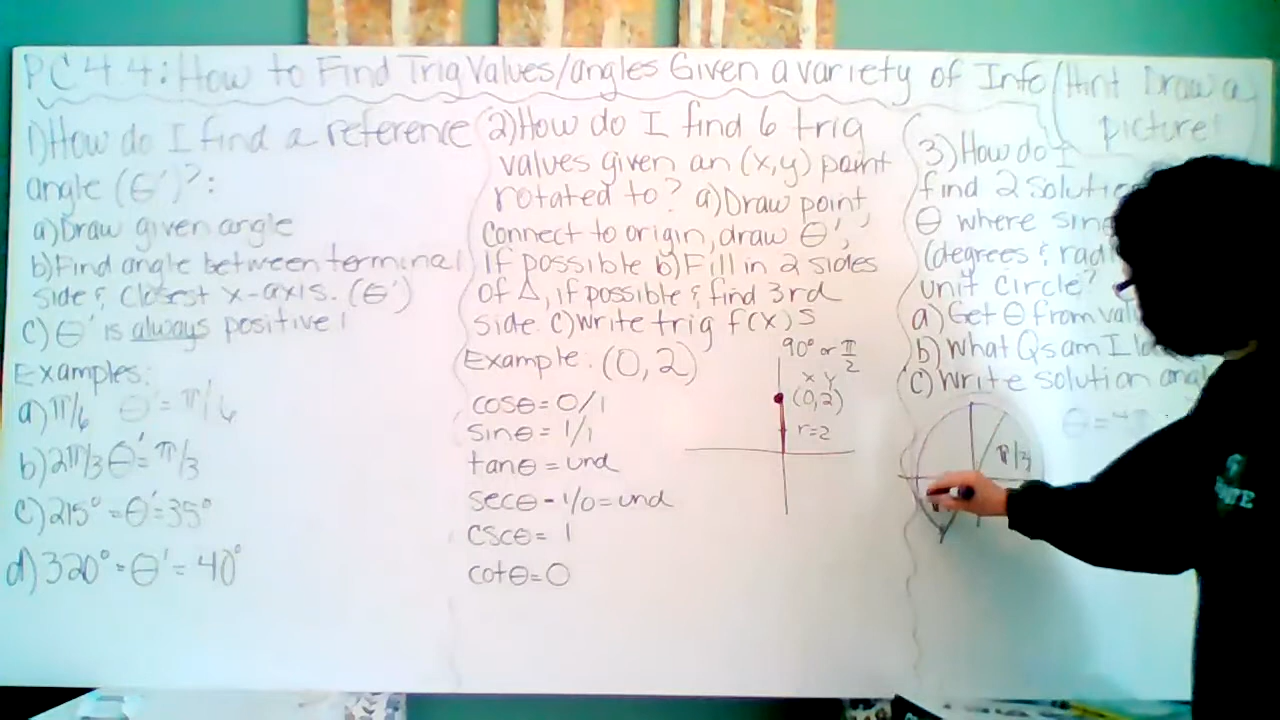 PC 4.4: How to Find Trig Values/angles Given a variety of Info (Hint Draw a picture!
1) How do I find a reference
angle (θ')?:
a) Draw given angle
b) Find angle between terminal
side & closest x-axis. (θ')
c) θ' is always positive!
Examples:
a) π/6 θ' = π/6
b) 2π/3 θ' = π/3
c) 215° = θ' = 35°
d) 320° = θ' = 40°
2) How do I find 6 trig
values given an (x,y) point
rotated to? a) Draw point,
connect to origin, draw θ',
if possible b) Fill in 2 sides
of Δ, if possible & find 3rd
side. c) Write trig f(x)s
Example: (0,2)
cosθ = 0/1
sinθ = 1/1
tanθ = und
secθ - 1/0 = und
cscθ = 1
cotθ = 0
90° or π/2
x y
(0,2)
r=2
3) How do I
find 2
θ where sin
(degrees &
unit circle?
a) Get θ from
b) What Qs am I
c) Write solution
θ =
π/3